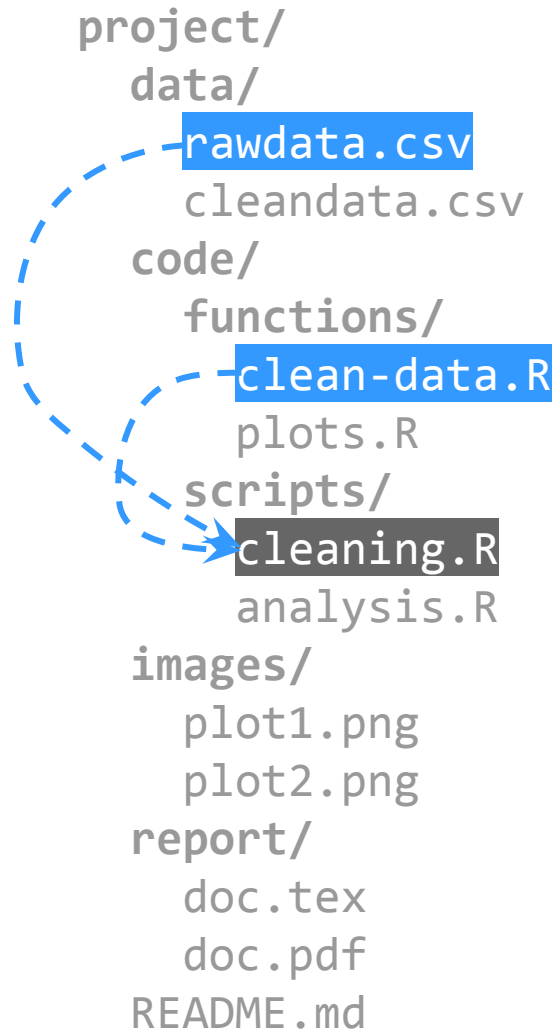 project/
data/
rawdata.csv
cleandata.csv
code/
functions/
clean-data.R
plots.R
scripts/
cleaning.R
analysis.R
images/
plot1.png
plot2.png
report/
doc.tex
doc.pdf
README.md